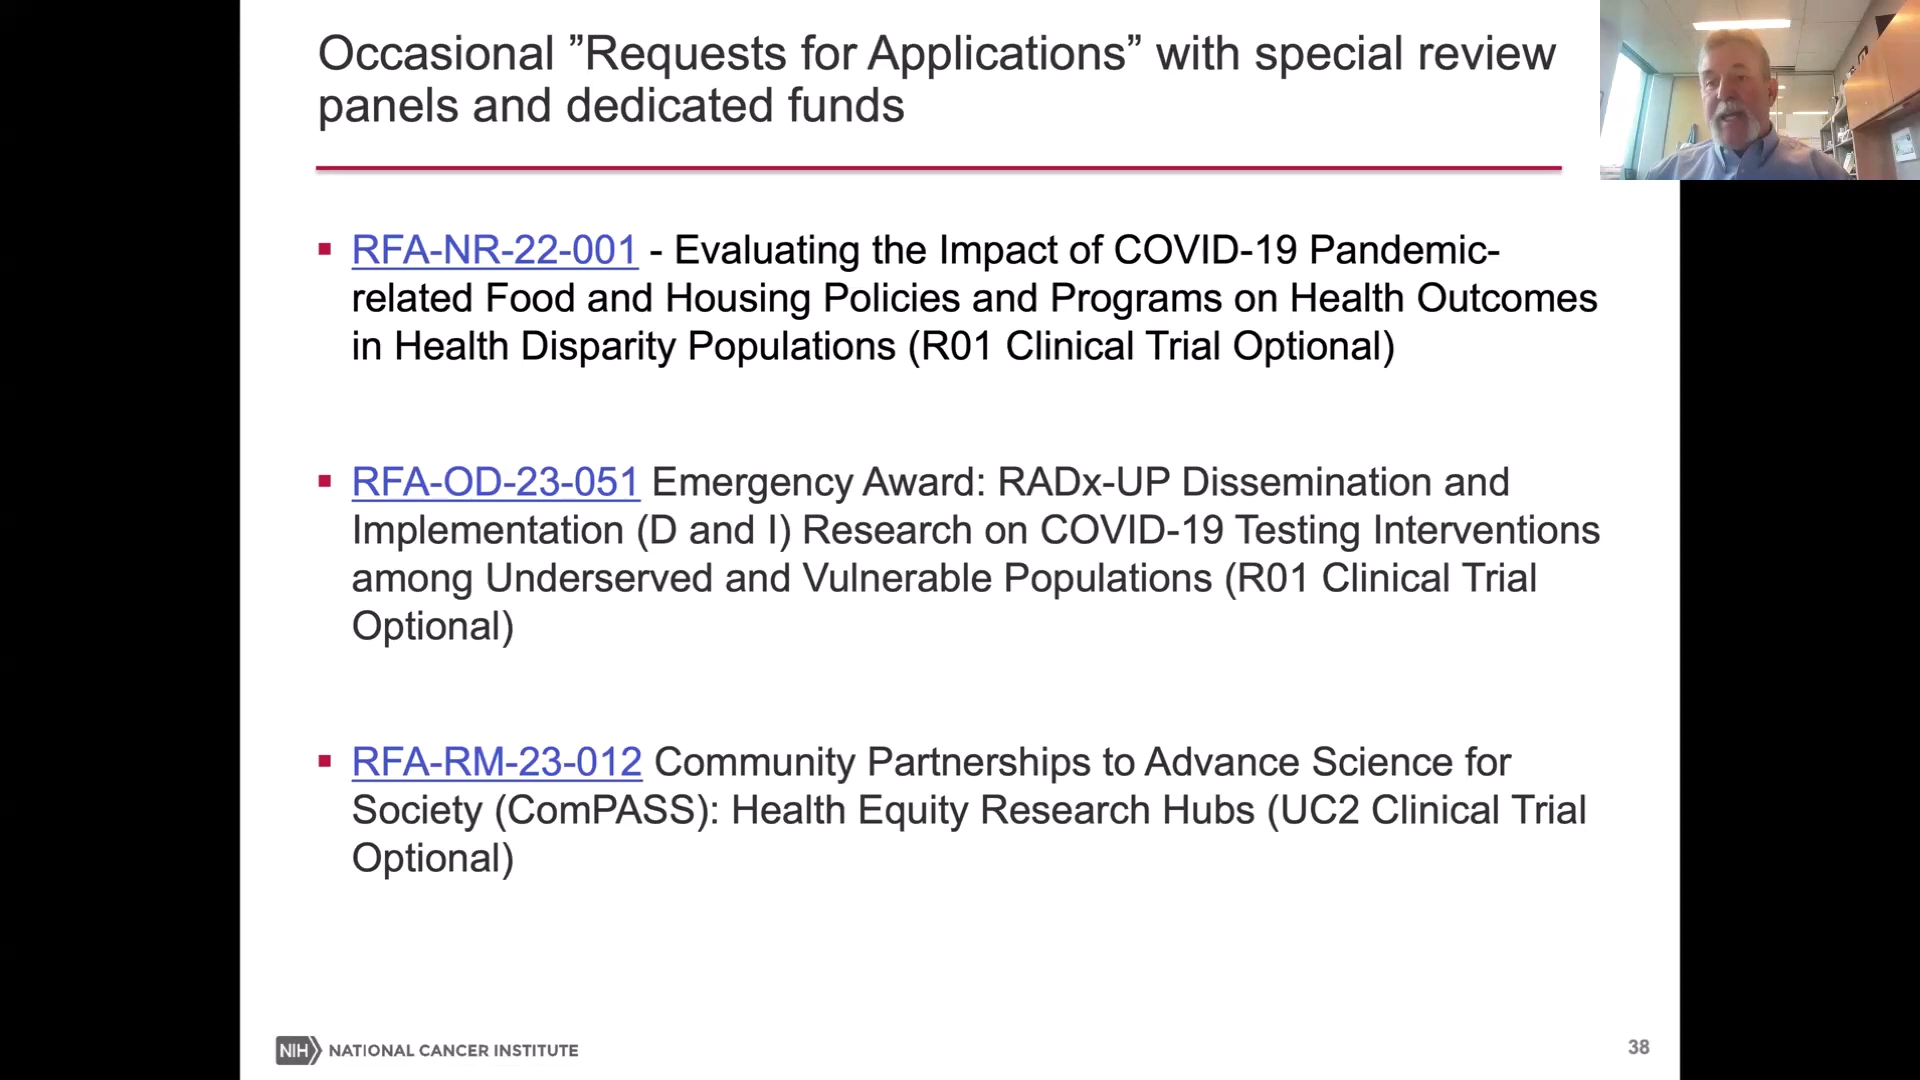 Occasional ”Requests for Applications” with special review
panels and dedicated funds
RFA-NR-22-001 - Evaluating the Impact of COVID-19 Pandemic-
related Food and Housing Policies and Programs on Health Outcomes
in Health Disparity Populations (R01 Clinical Trial Optional)
RFA-OD-23-051 Emergency Award: RADx-UP Dissemination and
Implementation (D and I) Research on COVID-19 Testing Interventions
among Underserved and Vulnerable Populations (R01 Clinical Trial
Optional)
RFA-RM-23-012 Community Partnerships to Advance Science for
Society (ComPASS): Health Equity Research Hubs (UC2 Clinical Trial
Optional)
NIH NATIONAL CANCER INSTITUTE
38